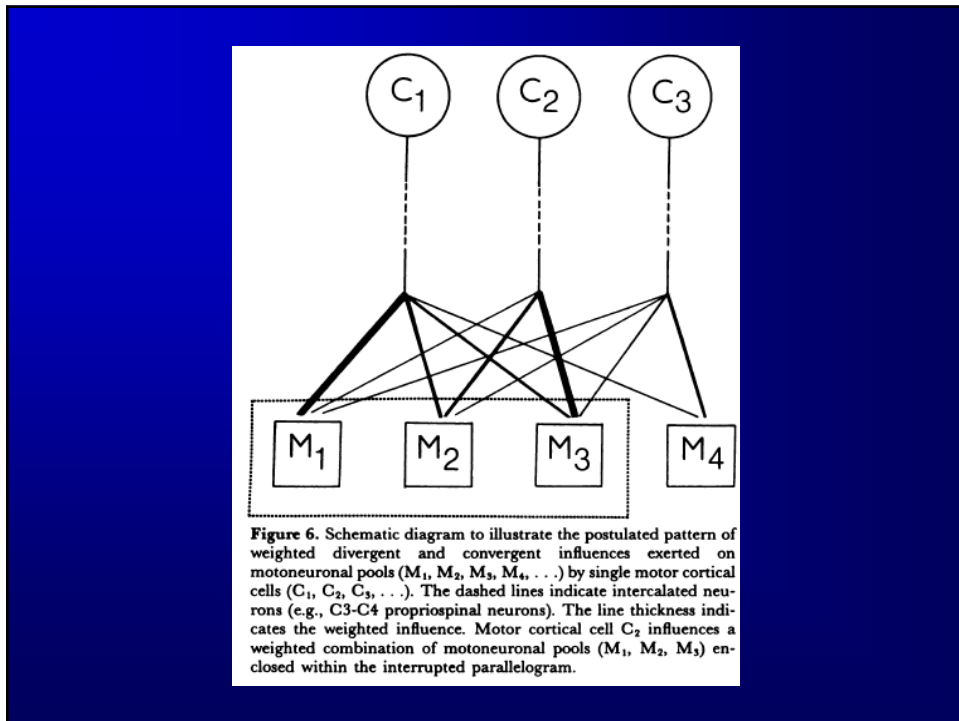 C1 C2 C3
M1 M2 M3 M4
Figure 6. Schematic diagram to illustrate the postulated pattern of
weighted divergent and convergent influences exerted on
motoneuronal pools (M1, M2, M3, M4, . . .) by single motor cortical
cells (C1, C2, C3, . . .). The dashed lines indicate intercalated neu-
rons (e.g., C3-C4 propriospinal neurons). The line thickness indi-
cates the weighted influence. Motor cortical cell C2 influences a
weighted combination of motoneuronal pools (M1, M2, M3) en-
closed within the interrupted parallelogram.